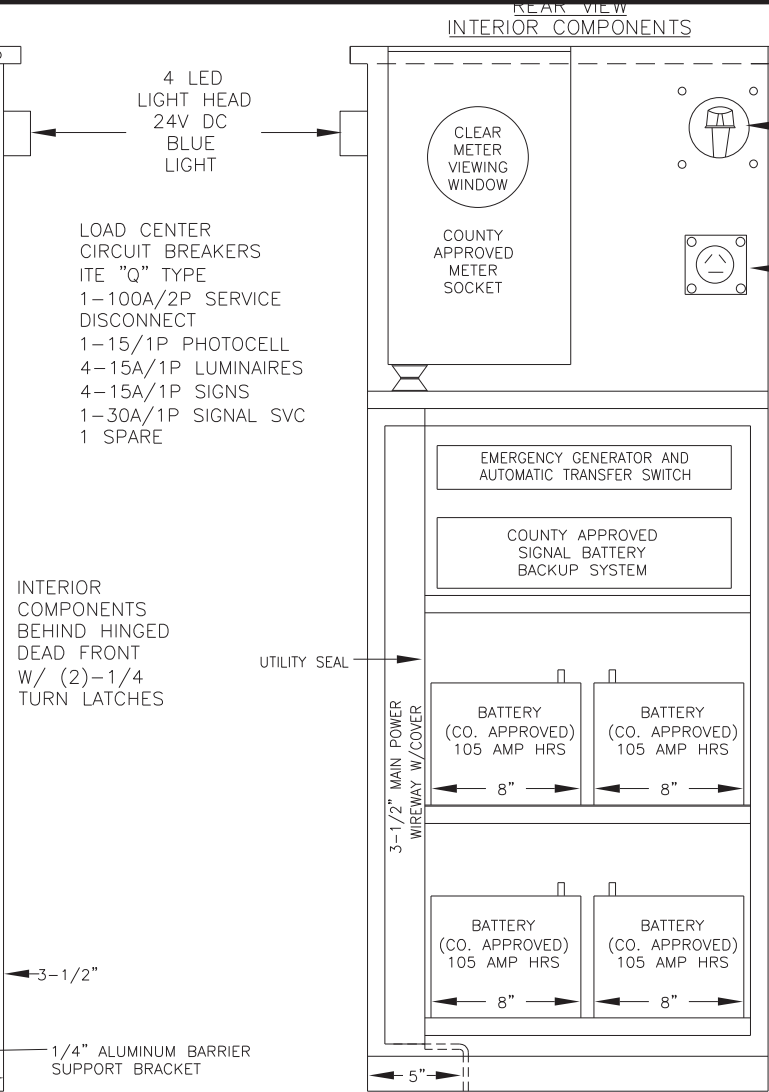 REAR VIEW
INTERIOR COMPONENTS
4 LED
LIGHT HEAD
24V DC
BLUE
LIGHT
CLEAR
METER
VIEWING
WINDOW
COUNTY
APPROVED
METER
SOCKET
LOAD CENTER
CIRCUIT BREAKERS
ITE "Q" TYPE
1-100A/2P SERVICE
DISCONNECT
1-15/1P PHOTOCELL
4-15A/1P LUMINAIRES
4-15A/1P SIGNS
1-30A/1P SIGNAL SVC
1 SPARE
EMERGENCY GENERATOR AND
AUTOMATIC TRANSFER SWITCH
COUNTY APPROVED
SIGNAL BATTERY
BACKUP SYSTEM
INTERIOR
COMPONENTS
BEHIND HINGED
DEAD FRONT
W/ (2)-1/4
TURN LATCHES
UTILITY SEAL
3-1/2" MAIN POWER
WIREWAY W/COVER
BATTERY
(CO. APPROVED)
105 AMP HRS
8"
BATTERY
(CO. APPROVED)
105 AMP HRS
8"
BATTERY
(CO. APPROVED)
105 AMP HRS
8"
BATTERY
(CO. APPROVED)
105 AMP HRS
8"
3-1/2"
1/4" ALUMINUM BARRIER
SUPPORT BRACKET
5"